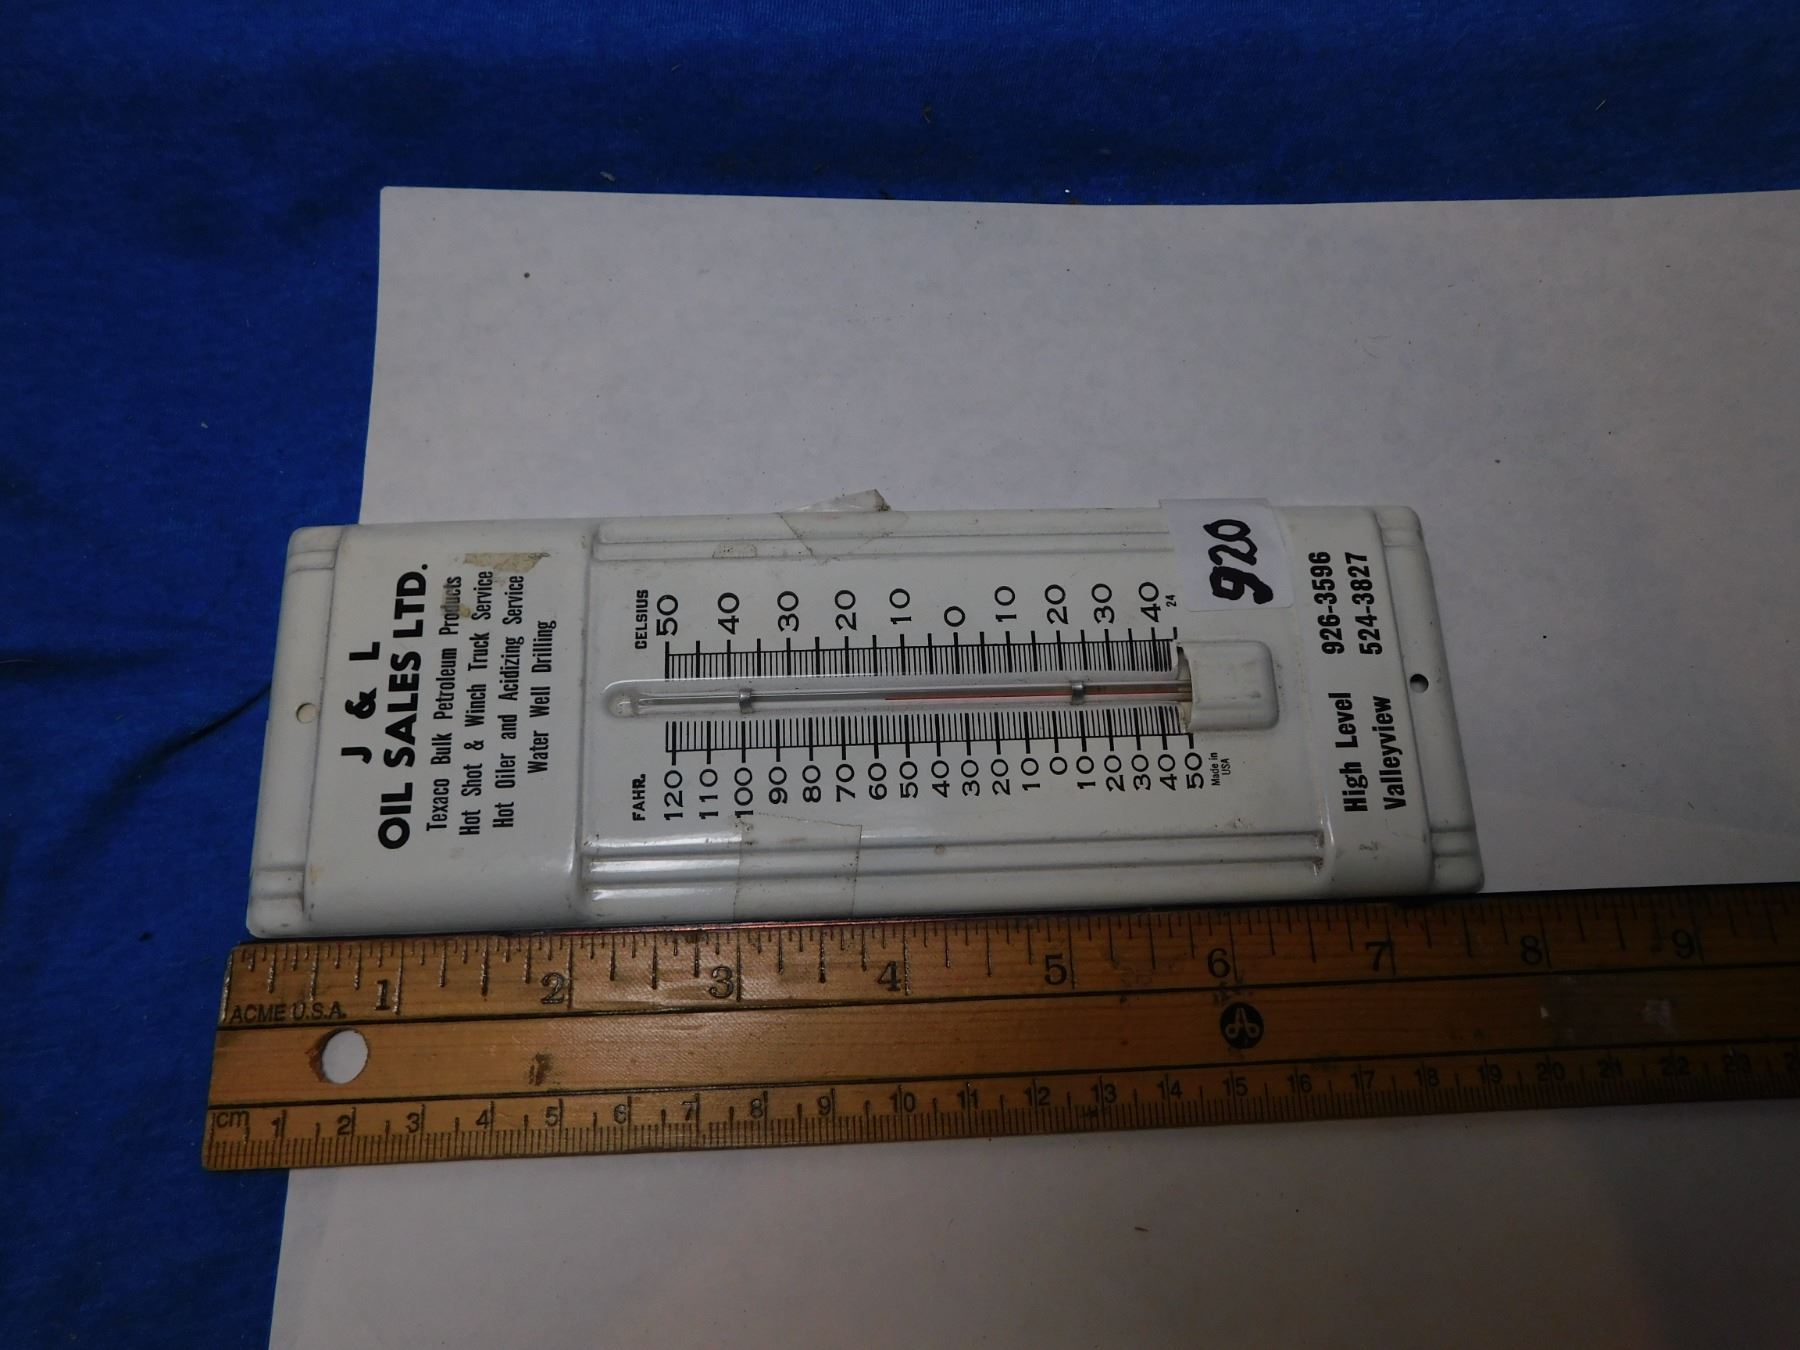 J & L
OIL SALES LTD.
Texaco Bulk Petroleum Products
Hot Shot & Winch Truck Service
Hot Oiler and Acidizing Service
Water Well Drilling
FAHR. CELSIUS
120 110 100 90 80 70 60 50 40 30 20 10 0 10 20 30 40 50
50 40 30 20 10 0 10 20 30 40
24
Made in
USA
920
High Level 926-3596
Valleyview 524-3827
1 2 3 4 5 6 7 8 9
ACME U.S.A.
cm 1 2 3 4 5 6 7 8 9 10 11 12 13 14 15 16 17 18 19 20 21 22 23